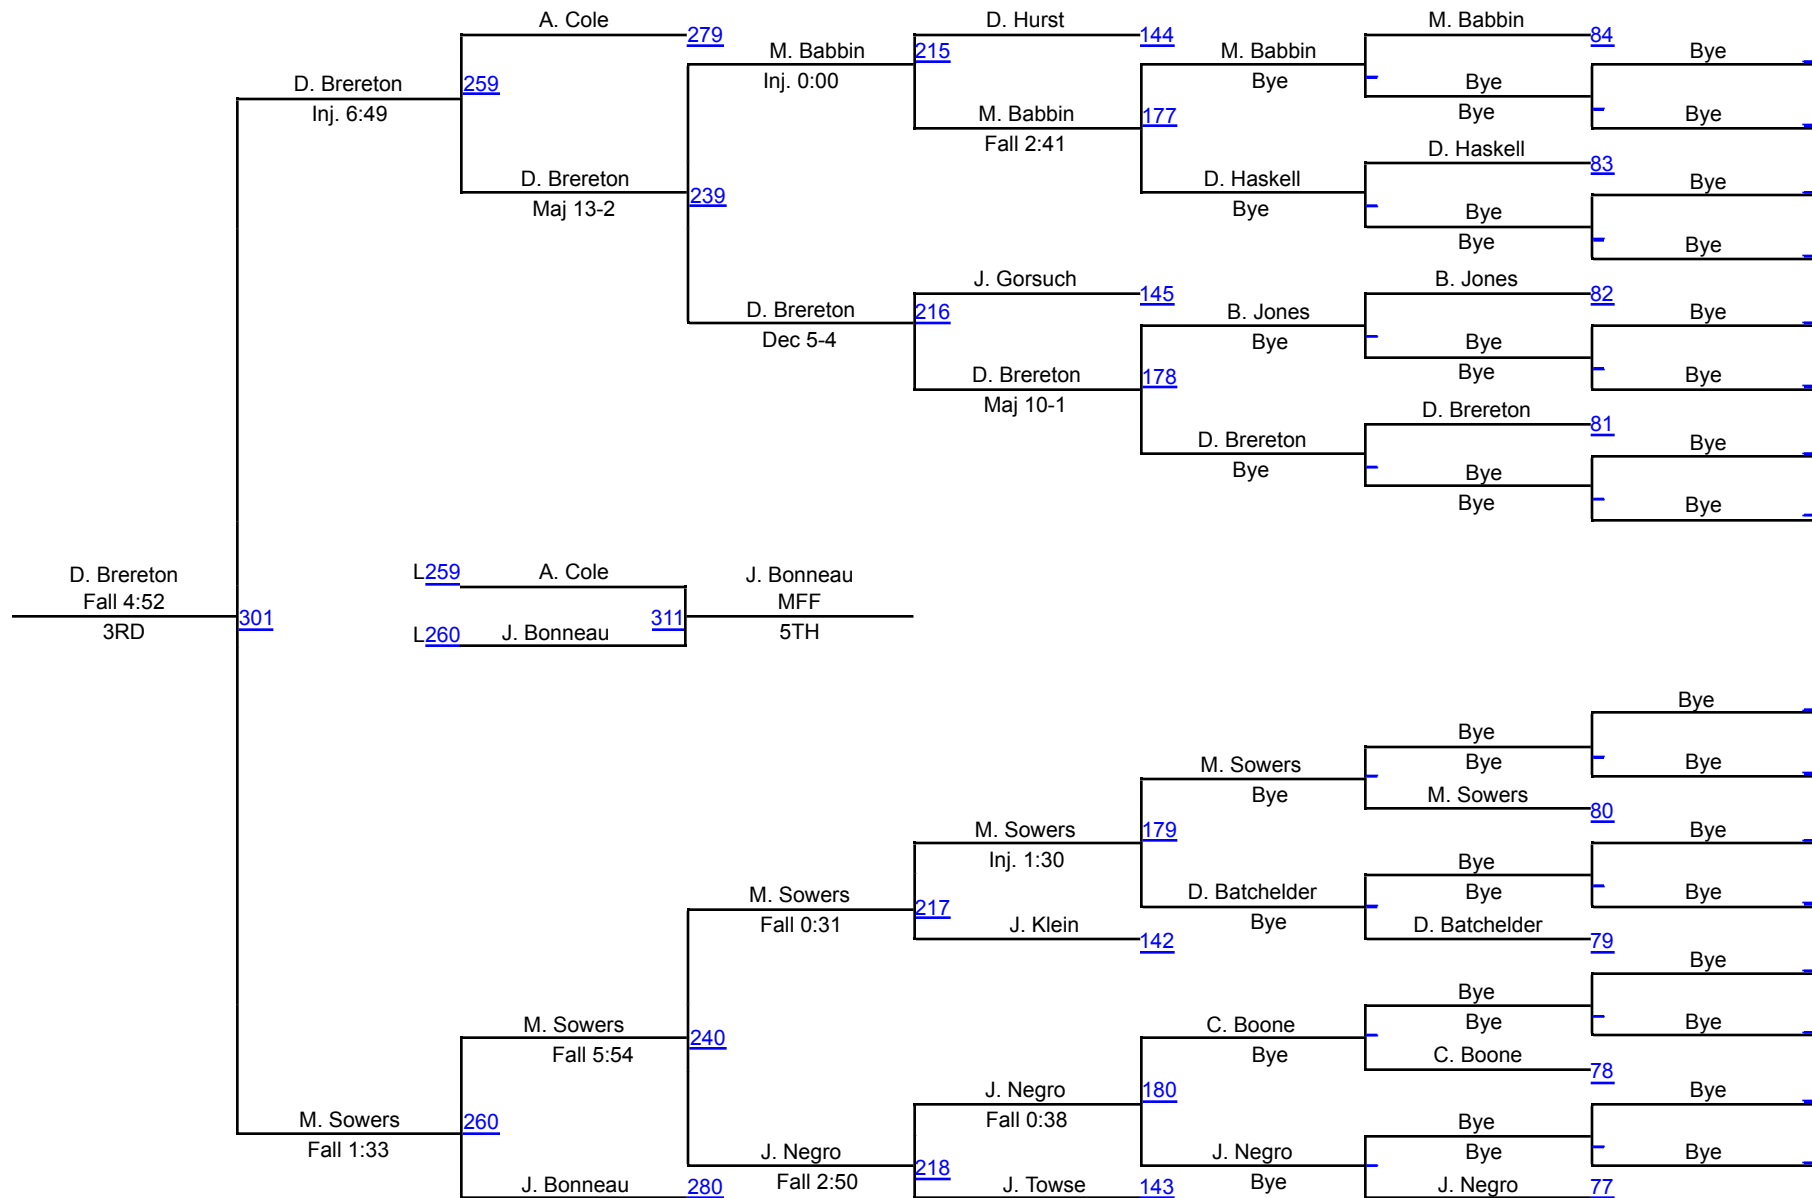 A. Cole
279
D. Hurst
144
M. Babbin
84
Bye
M. Babbin
Inj. 0:00
215
M. Babbin
Bye
Bye
Bye
Bye
D. Brereton
Inj. 6:49
259
M. Babbin
Fall 2:41
177
D. Haskell
83
Bye
D. Brereton
Maj 13-2
239
D. Haskell
Bye
Bye
Bye
Bye
J. Gorsuch
145
B. Jones
82
Bye
D. Brereton
Dec 5-4
216
B. Jones
Bye
Bye
Bye
Bye
D. Brereton
Maj 10-1
178
D. Brereton
81
Bye
D. Brereton
Bye
Bye
Bye
Bye
D. Brereton
Fall 4:52
3RD
301
L259
A. Cole
L260
J. Bonneau
311
J. Bonneau
MFF
5TH
Bye
Bye
Bye
Bye
M. Sowers
Bye
M. Sowers
80
M. Sowers
Inj. 1:30
179
Bye
Bye
Bye
Bye
M. Sowers
Fall 0:31
217
D. Batchelder
Bye
D. Batchelder
79
J. Klein
142
Bye
Bye
Bye
Bye
M. Sowers
Fall 5:54
240
C. Boone
Bye
C. Boone
78
J. Negro
Fall 0:38
180
Bye
M. Sowers
Fall 1:33
260
Bye
Bye
Bye
J. Negro
Fall 2:50
218
J. Negro
Bye
J. Bonneau
280
J. Towse
143
J. Negro
77